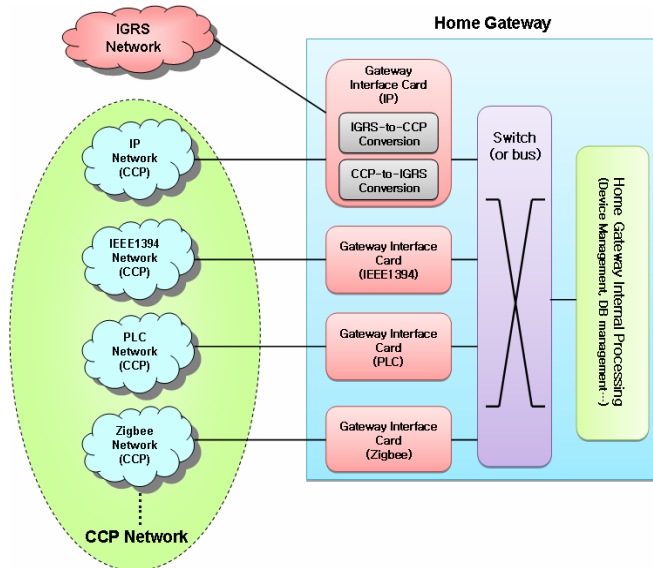 Home Gateway
IGRS
Network
Gateway
Interface Card
(IP)
IGRS-to-CCP
Conversion
CCP-to-IGRS
Conversion
IP
Network
(CCP)
IEEE1394
Network
(CCP)
Gateway Interface
Card
(IEEE1394)
PLC
Network
(CCP)
Gateway Interface
Card
(PLC)
Zigbee
Network
(CCP)
Gateway Interface
Card
(Zigbee)
Switch
(or bus)
Home Gateway Internal Processing
(Device Management, DB management…)
CCP Network